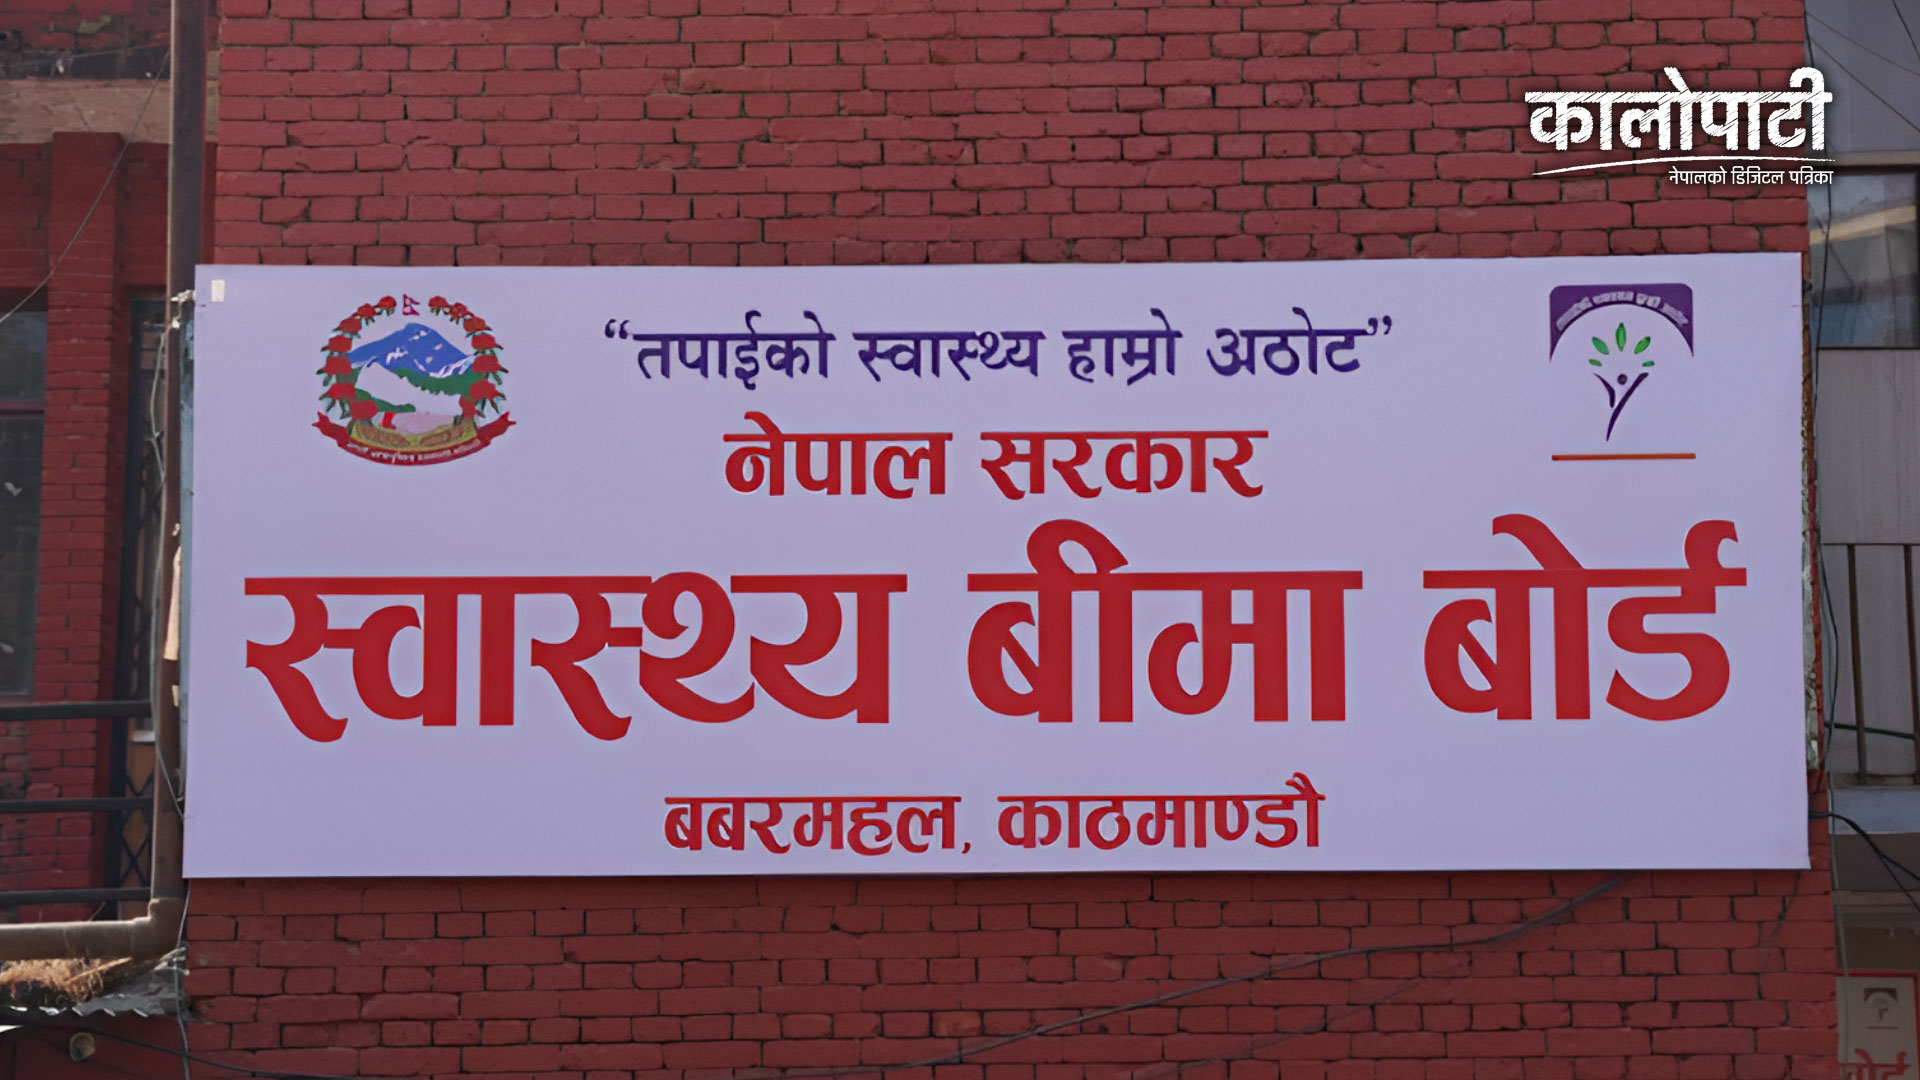 कालोपाटी
नेपालको डिजिटल पत्रिका
“तपाईको स्वास्थ्य हाम्रो अठोट”
नेपाल सरकार
स्वास्थ्य बीमा बोर्ड
बबरमहल, काठमाण्डौ